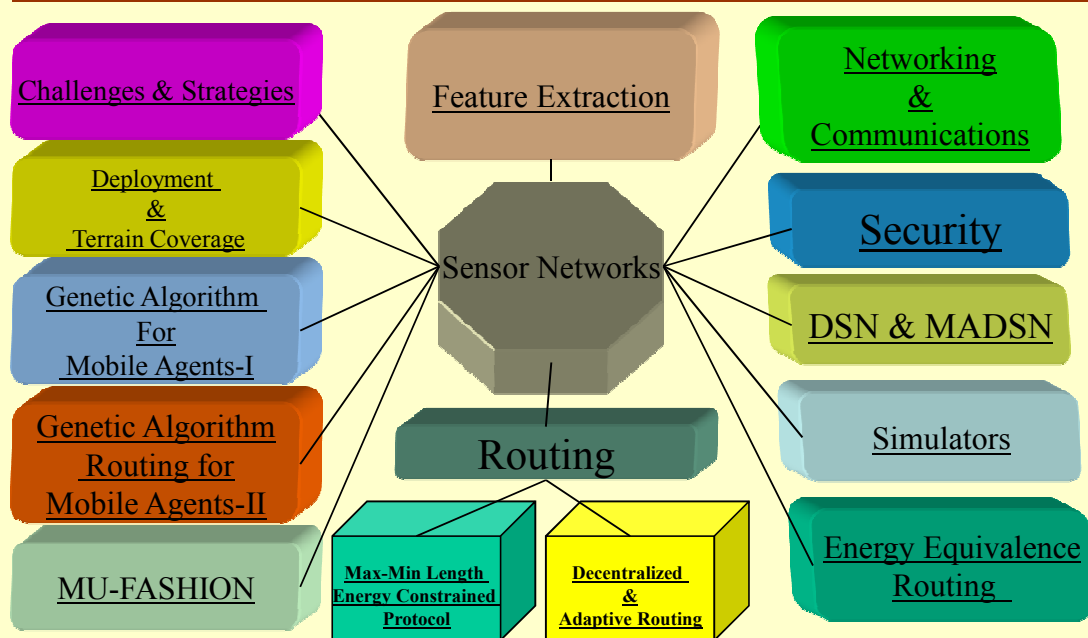 Challenges & Strategies
Deployment
&
Terrain Coverage
Genetic Algorithm
For
Mobile Agents-I
Genetic Algorithm
Routing for
Mobile Agents-II
MU-FASHION
Feature Extraction
Sensor Networks
Routing
Max-Min Length
Energy Constrained
Protocol
Decentralized
&
Adaptive Routing
Networking
&
Communications
Security
DSN & MADSN
Simulators
Energy Equivalence
Routing